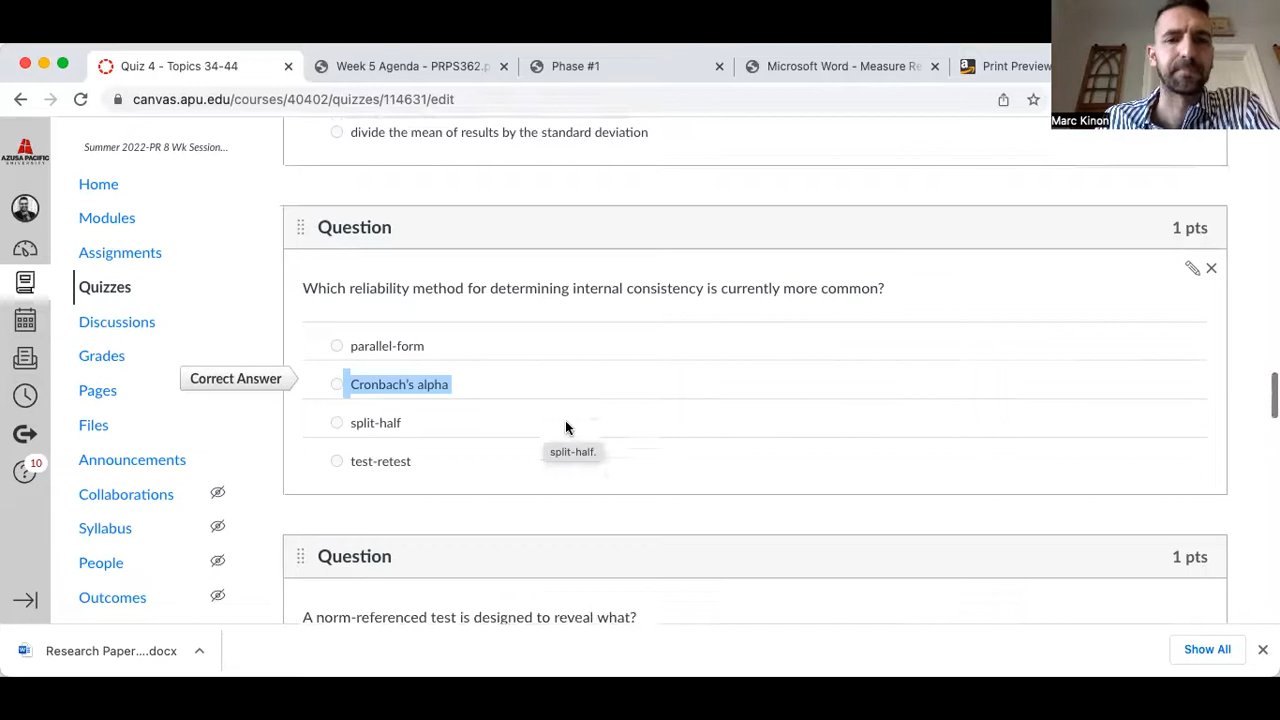 Quiz 4 - Topics 34-44
Week 5 Agenda - PRPS362.p
Phase #1
Microsoft Word - Measure Re
Print Preview
Marc Kinon
canvas.apu.edu/courses/40402/quizzes/114631/edit
AZUSA PACIFIC
UNIVERSITY
Summer 2022-PR 8 Wk Session...
Home
Modules
Assignments
Quizzes
Discussions
Grades
Pages
Files
Announcements
Collaborations
Syllabus
People
Outcomes
10
divide the mean of results by the standard deviation
Question
1 pts
Which reliability method for determining internal consistency is currently more common?
parallel-form
Correct Answer
Cronbach's alpha
split-half
split-half.
test-retest
Question
1 pts
A norm-referenced test is designed to reveal what?
Research Paper....docx
Show All